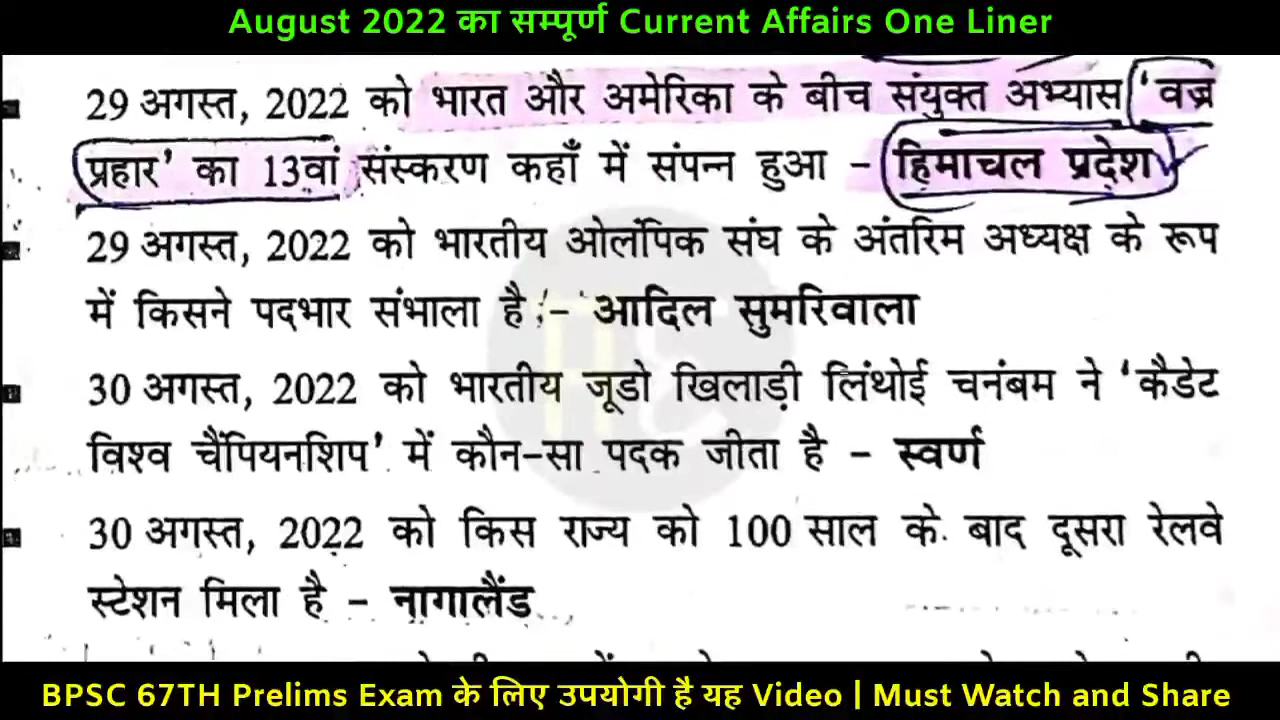 August 2022 का सम्पूर्ण Current Affairs One Liner
29 अगस्त, 2022 को भारत और अमेरिका के बीच संयुक्त अभ्यास 'वज्र
प्रहार' का 13वां संस्करण कहाँ में संपन्न हुआ – हिमाचल प्रदेश
29 अगस्त, 2022 को भारतीय ओलंपिक संघ के अंतरिम अध्यक्ष के रूप
में किसने पदभार संभाला है – आदिल सुमरिवाला
30 अगस्त, 2022 को भारतीय जूडो खिलाड़ी लिंथोई चनंबम ने 'कैडेट
विश्व चैंपियनशिप' में कौन-सा पदक जीता है – स्वर्ण
30 अगस्त, 2022 को किस राज्य को 100 साल के बाद दूसरा रेलवे
स्टेशन मिला है – नागालैंड
BPSC 67TH Prelims Exam के लिए उपयोगी है यह Video | Must Watch and Share